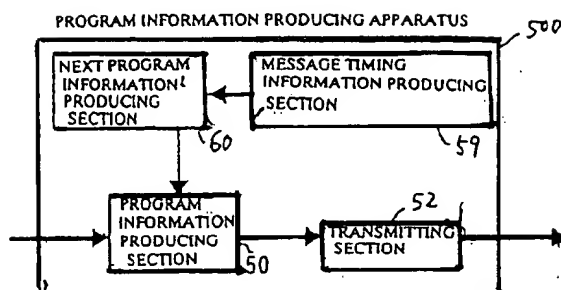 PROGRAM INFORMATION PRODUCING APPARATUS
500
NEXT PROGRAM
INFORMATION
PRODUCING
SECTION
60
MESSAGE TIMING
INFORMATION PRODUCING
SECTION
59
PROGRAM
INFORMATION
PRODUCING
SECTION
50
52
TRANSMITTING
SECTION